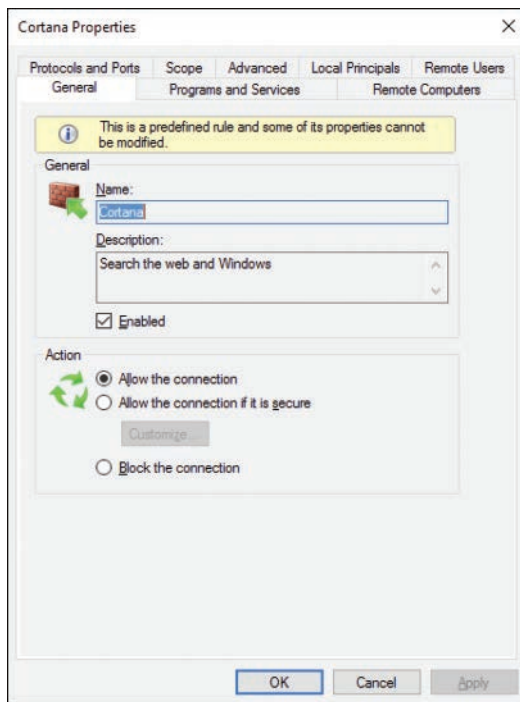 Cortana Properties
Protocols and Ports Scope Advanced Local Principals Remote Users
General Programs and Services Remote Computers
This is a predefined rule and some of its properties cannot
be modified.
General
Name:
Cortana
Description:
Search the web and Windows
Enabled
Action
Allow the connection
Allow the connection if it is secure
Customize...
Block the connection
OK Cancel Apply